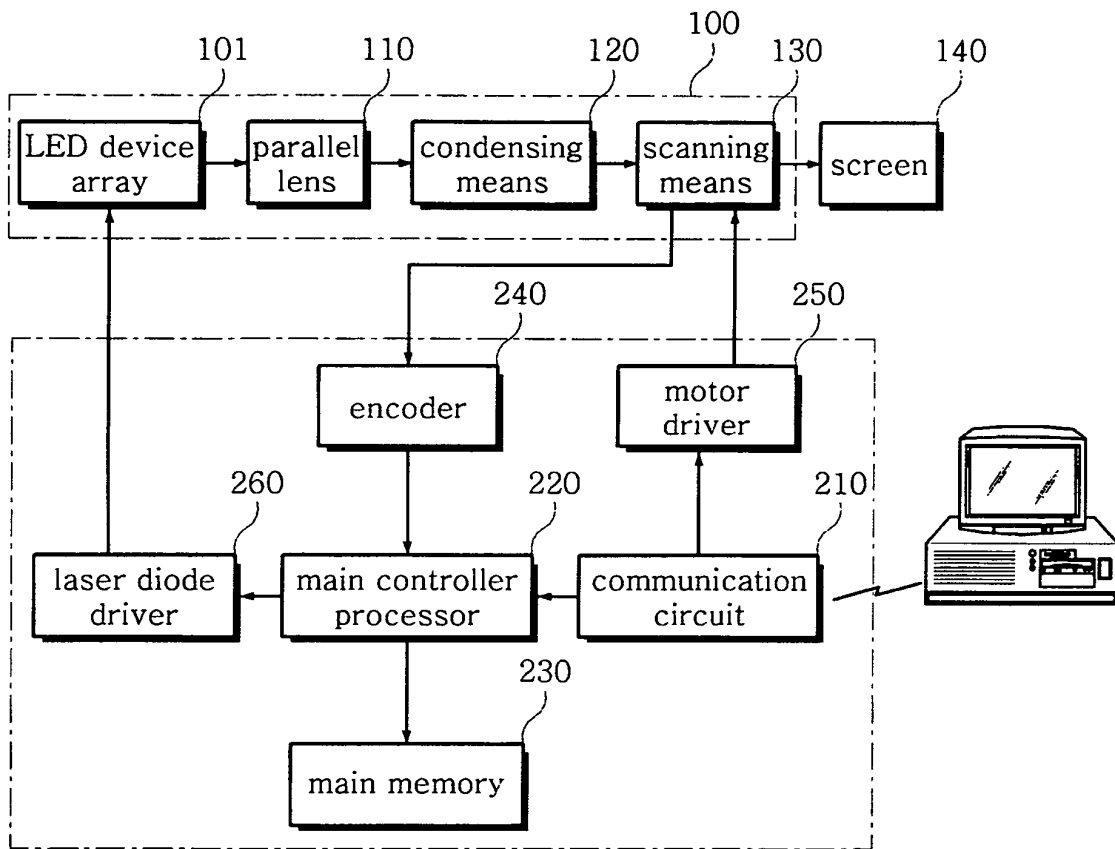 101
110
120
100
130
140
LED device
array
parallel
lens
condensing
means
scanning
means
screen
240
250
encoder
motor
driver
260
220
210
laser diode
driver
main controller
processor
communication
circuit
230
main memory